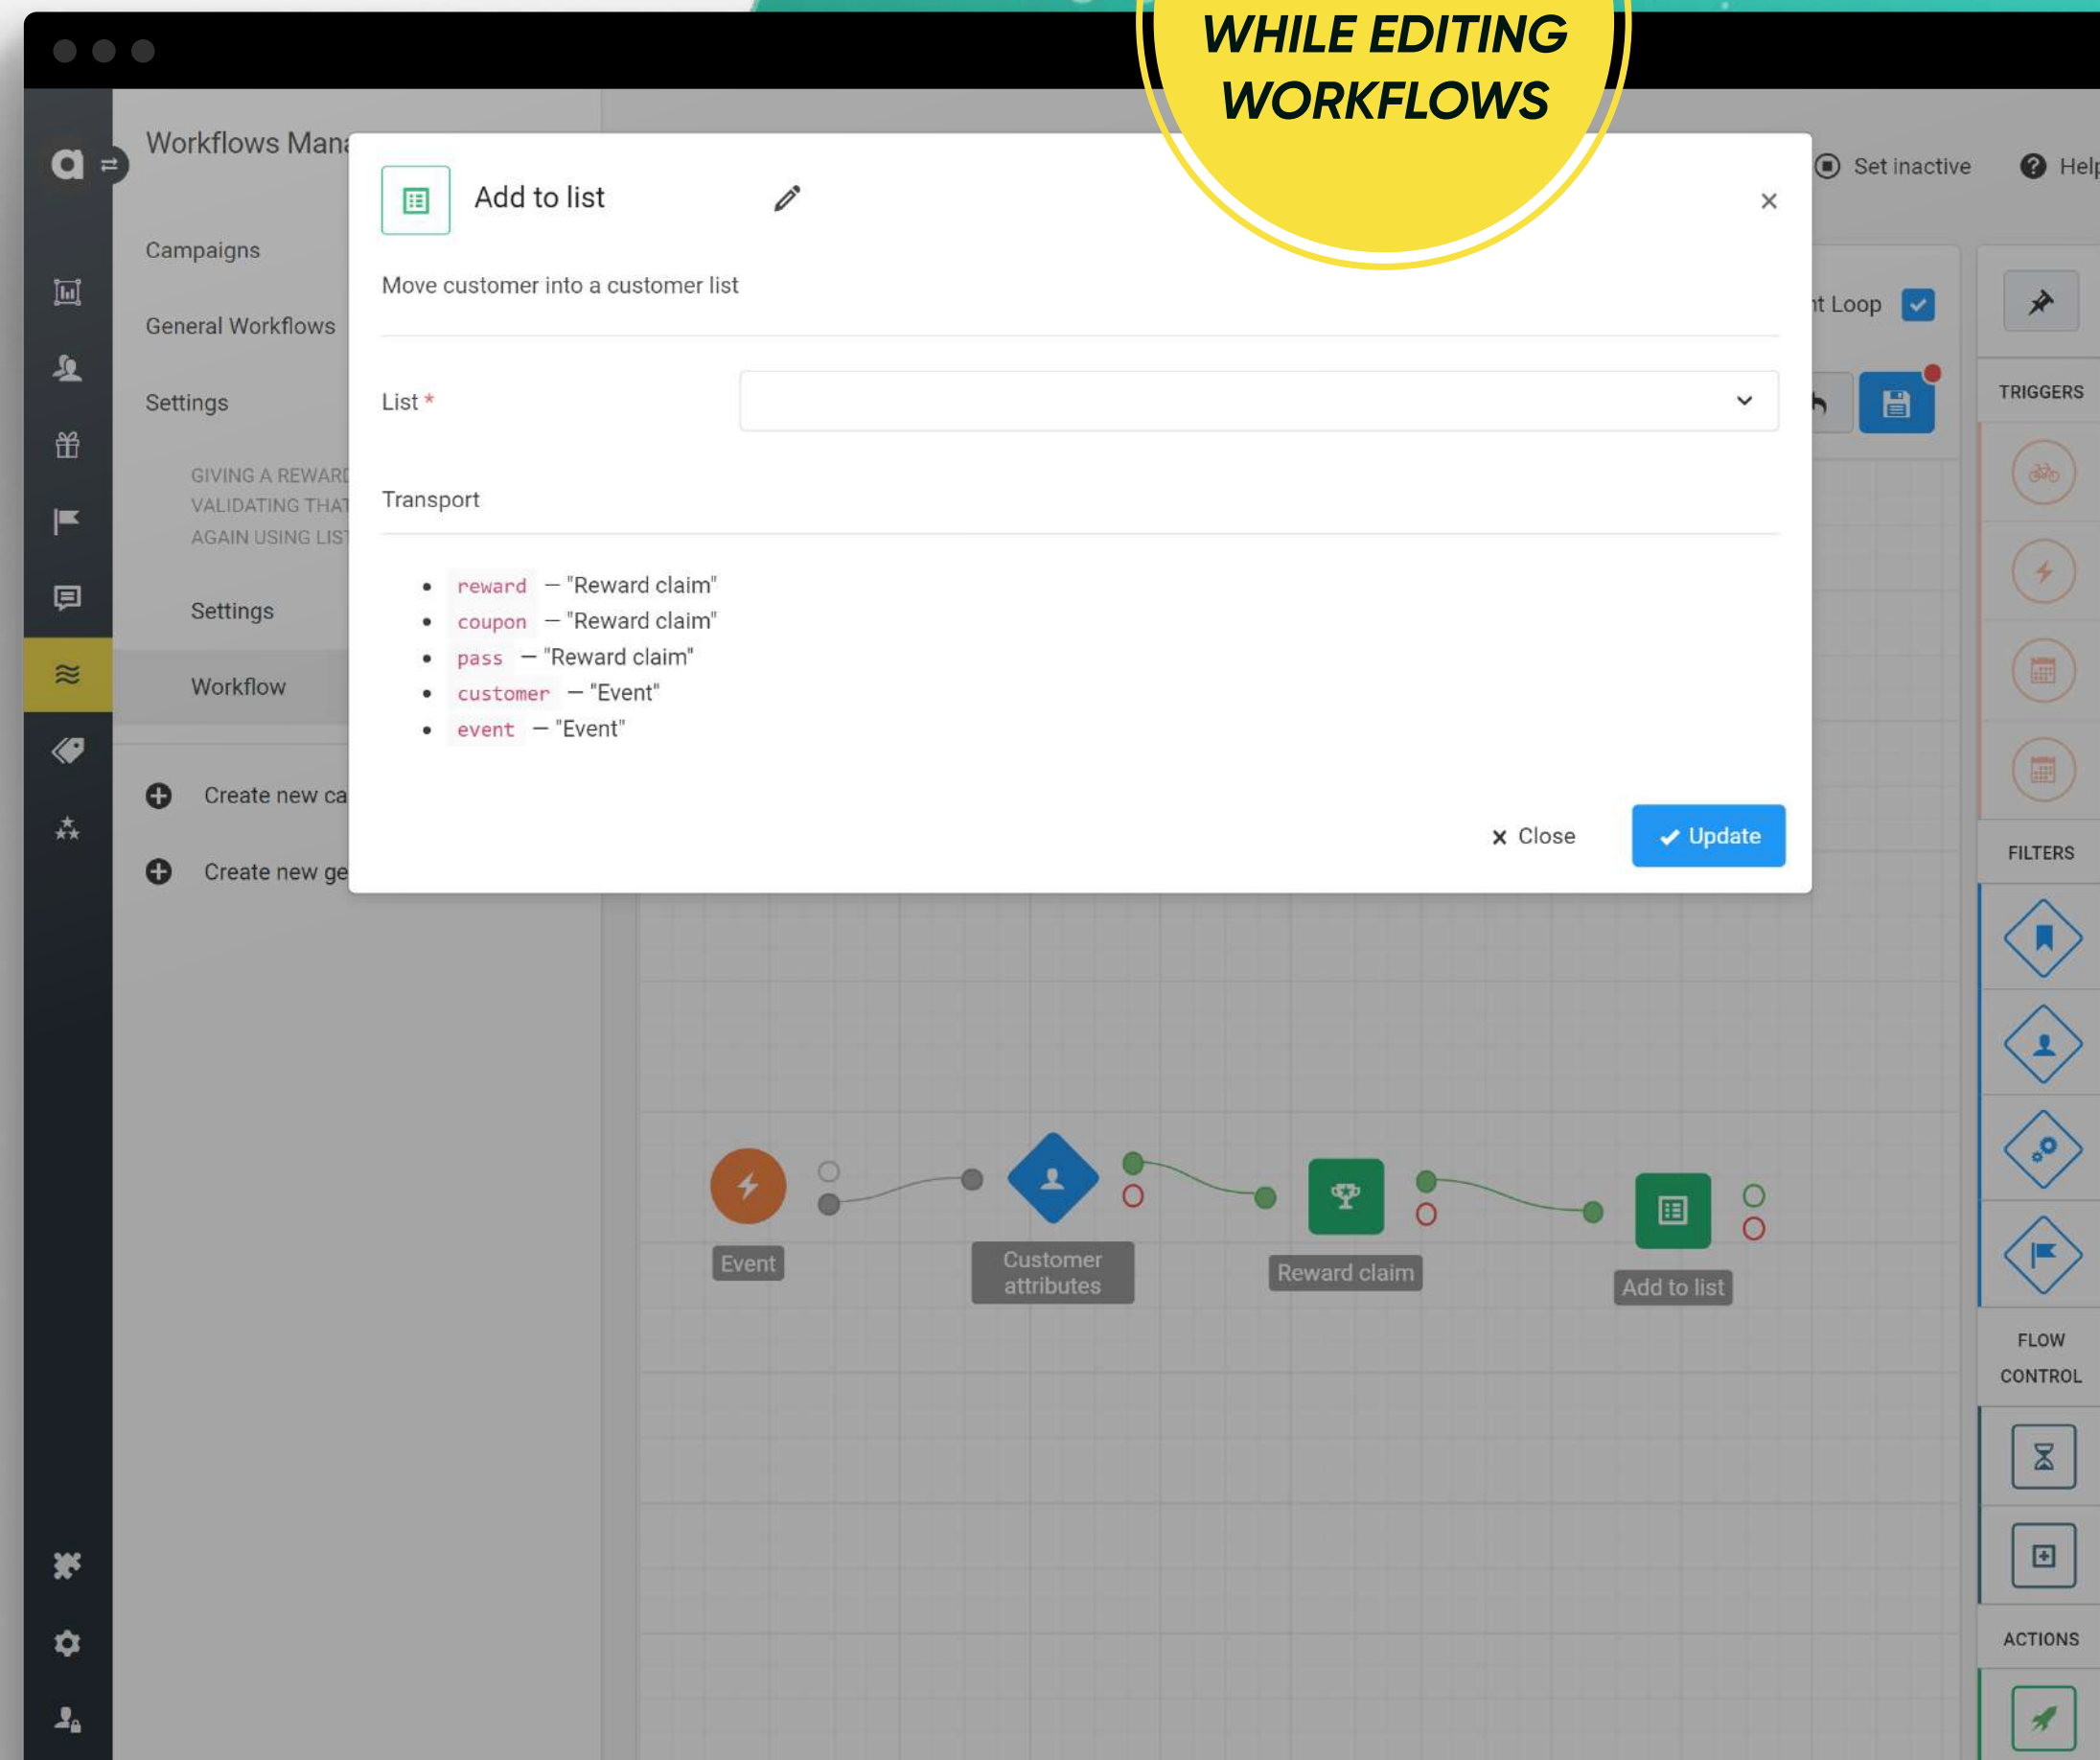 WHILE EDITING
WORKFLOWS
Workflows Mana
Set inactive
Help
Add to list
Move customer into a customer list
Campaigns
General Workflows
Settings
GIVING A REWARD
VALIDATING THAT
AGAIN USING LIST
Settings
Workflow
Create new ca
Create new ge
nt Loop
List *
Transport
reward — "Reward claim"
coupon — "Reward claim"
pass — "Reward claim"
customer — "Event"
event — "Event"
Close
Update
TRIGGERS
FILTERS
FLOW
CONTROL
ACTIONS
Event
Customer
attributes
Reward claim
Add to list